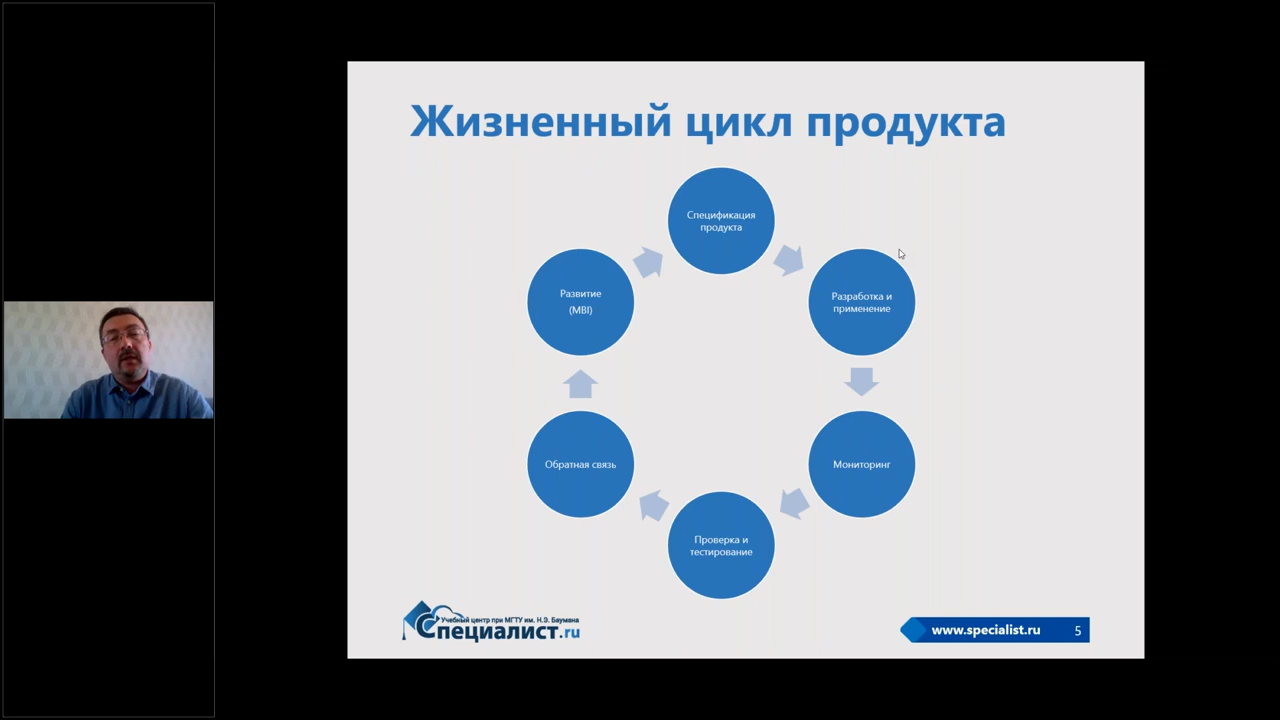 Жизненный цикл продукта
Спецификация
продукта
Разработка и
применение
Мониторинг
Проверка и
тестирование
Обратная связь
Развитие
(MBI)
Учебный центр при МГТУ им. Н.Э. Баумана
Специалист.ru
www.specialist.ru
5